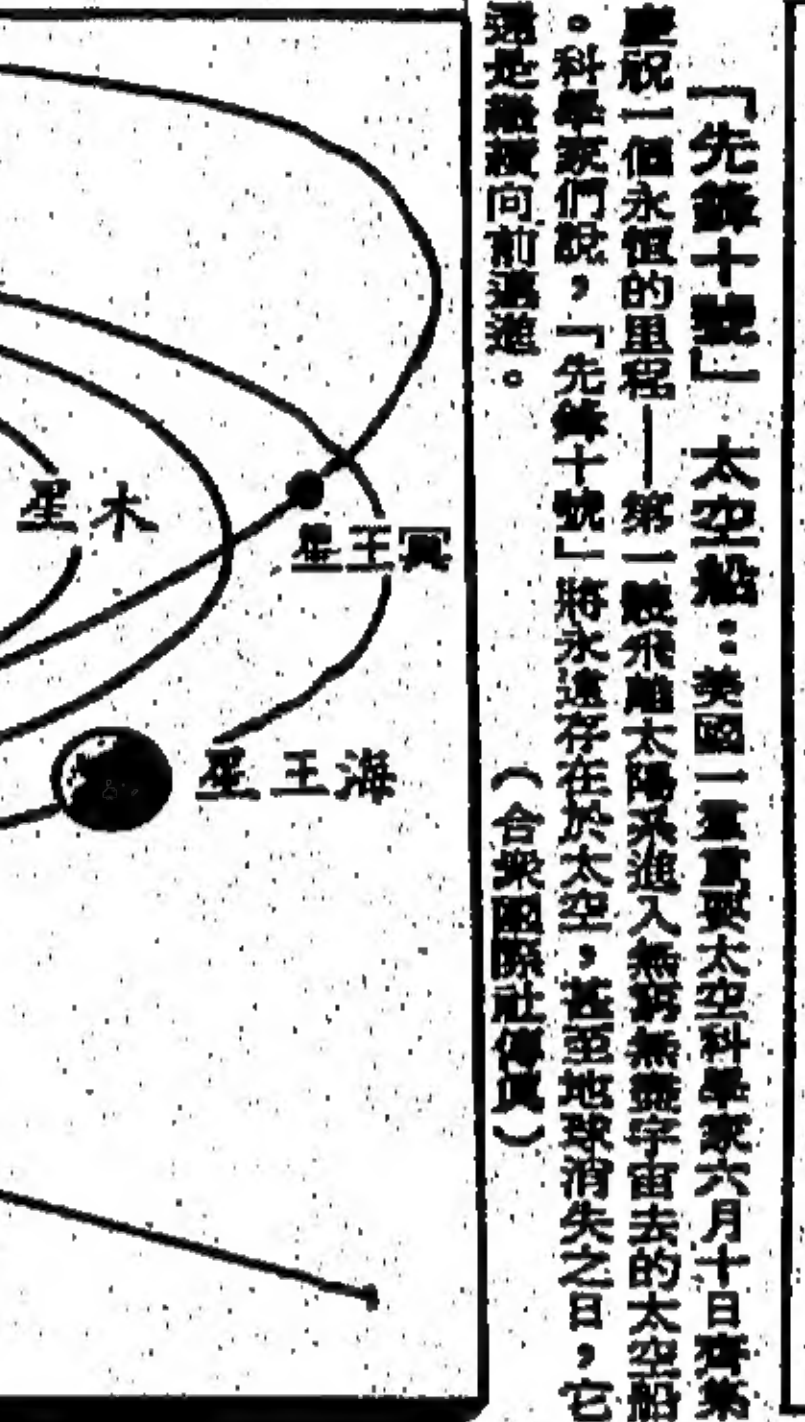 「先鋒十號」太空船：美國一羣重要太空科學家六月十日齊集
慶祝一個永恒的里程——第一艘飛離太陽系進入無窮無盡宇宙去的太空船
。科學家們說，「先鋒十號」將永遠存在於太空，甚至地球消失之日，它
還是繼續向前邁進。
（合衆國際社傳真）
星木
星王冥
星王海